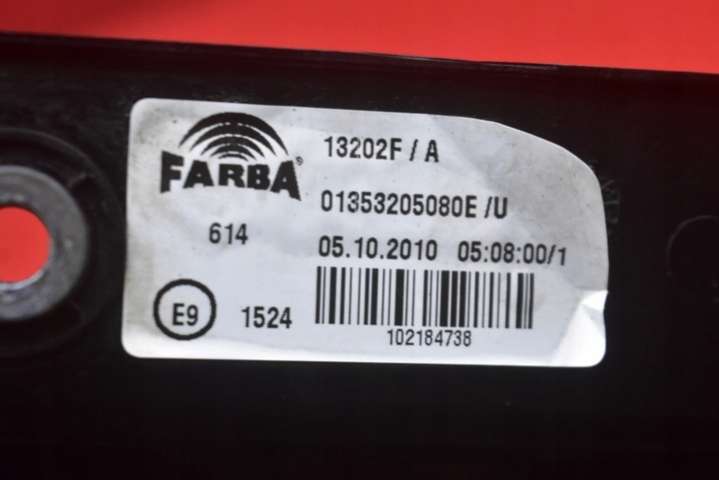 FARBA
13202F / A
01353205080E /U
614
05.10.2010 05:08:00/1
E9
1524
102184738